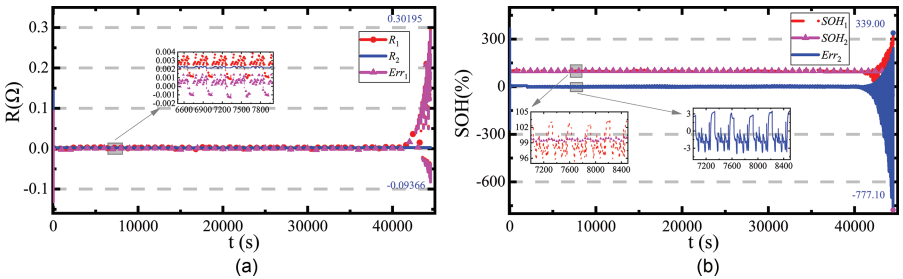 (a)
0.30195
0.3
0.2
0.1
0.0
-0.1
R(Ω)
R1
R2
Err1
0.004
0.003
0.002
0.001
0.000
-0.001
-0.002
6600 6900 7200 7500 7800
-0.09366
0 10000 20000 30000 40000
t (s)
(a)
(b)
339.00
300
0
-300
-600
SOH(%)
SOH1
SOH2
Err2
105
102
99
96
7200 7600 8000 8400
3
0
-3
7200 7600 8000 8400
-777.10
0 10000 20000 30000 40000
t (s)
(b)